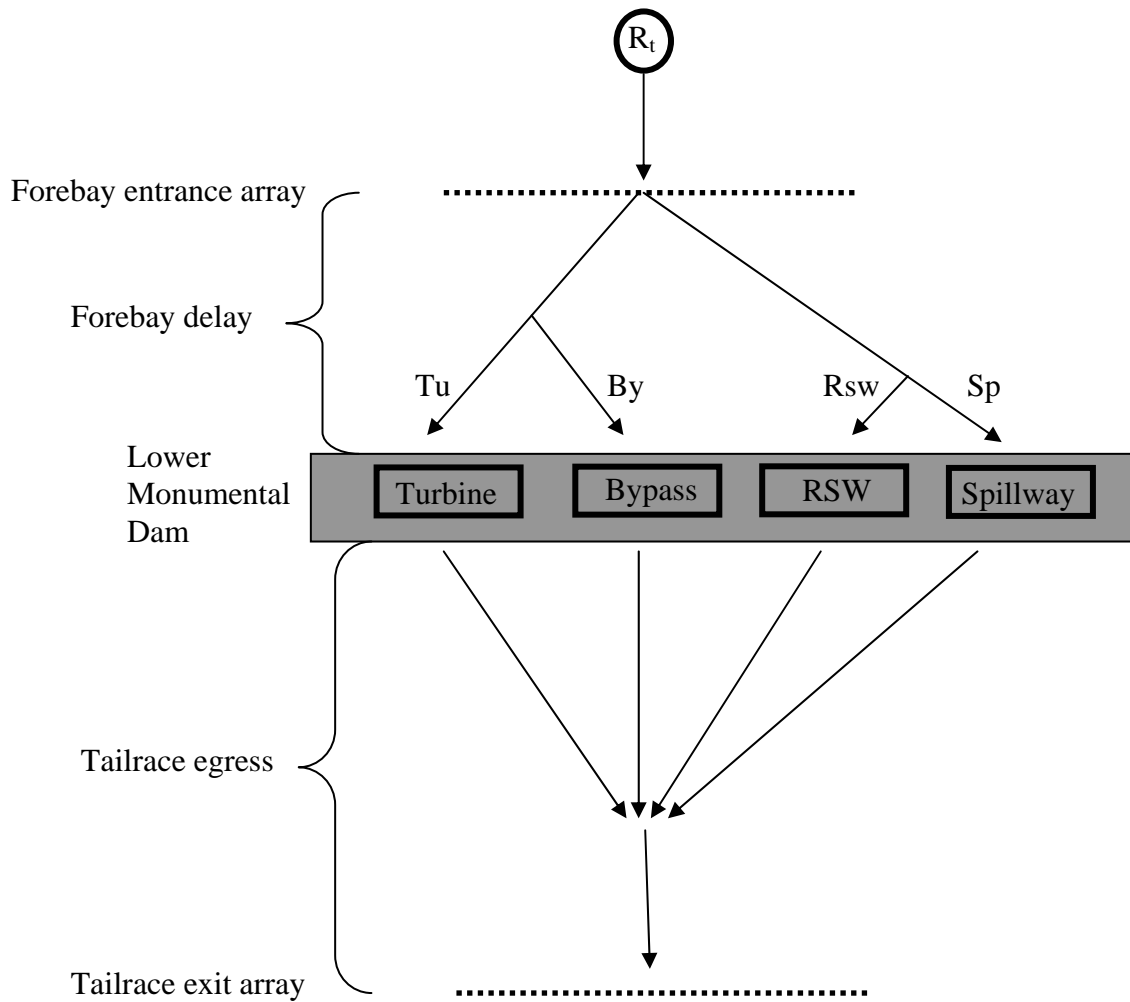 Rt
Forebay entrance array
Forebay delay
Tu
By
Rsw
Sp
Lower
Monumental
Dam
Turbine
Bypass
RSW
Spillway
Tailrace egress
Tailrace exit array